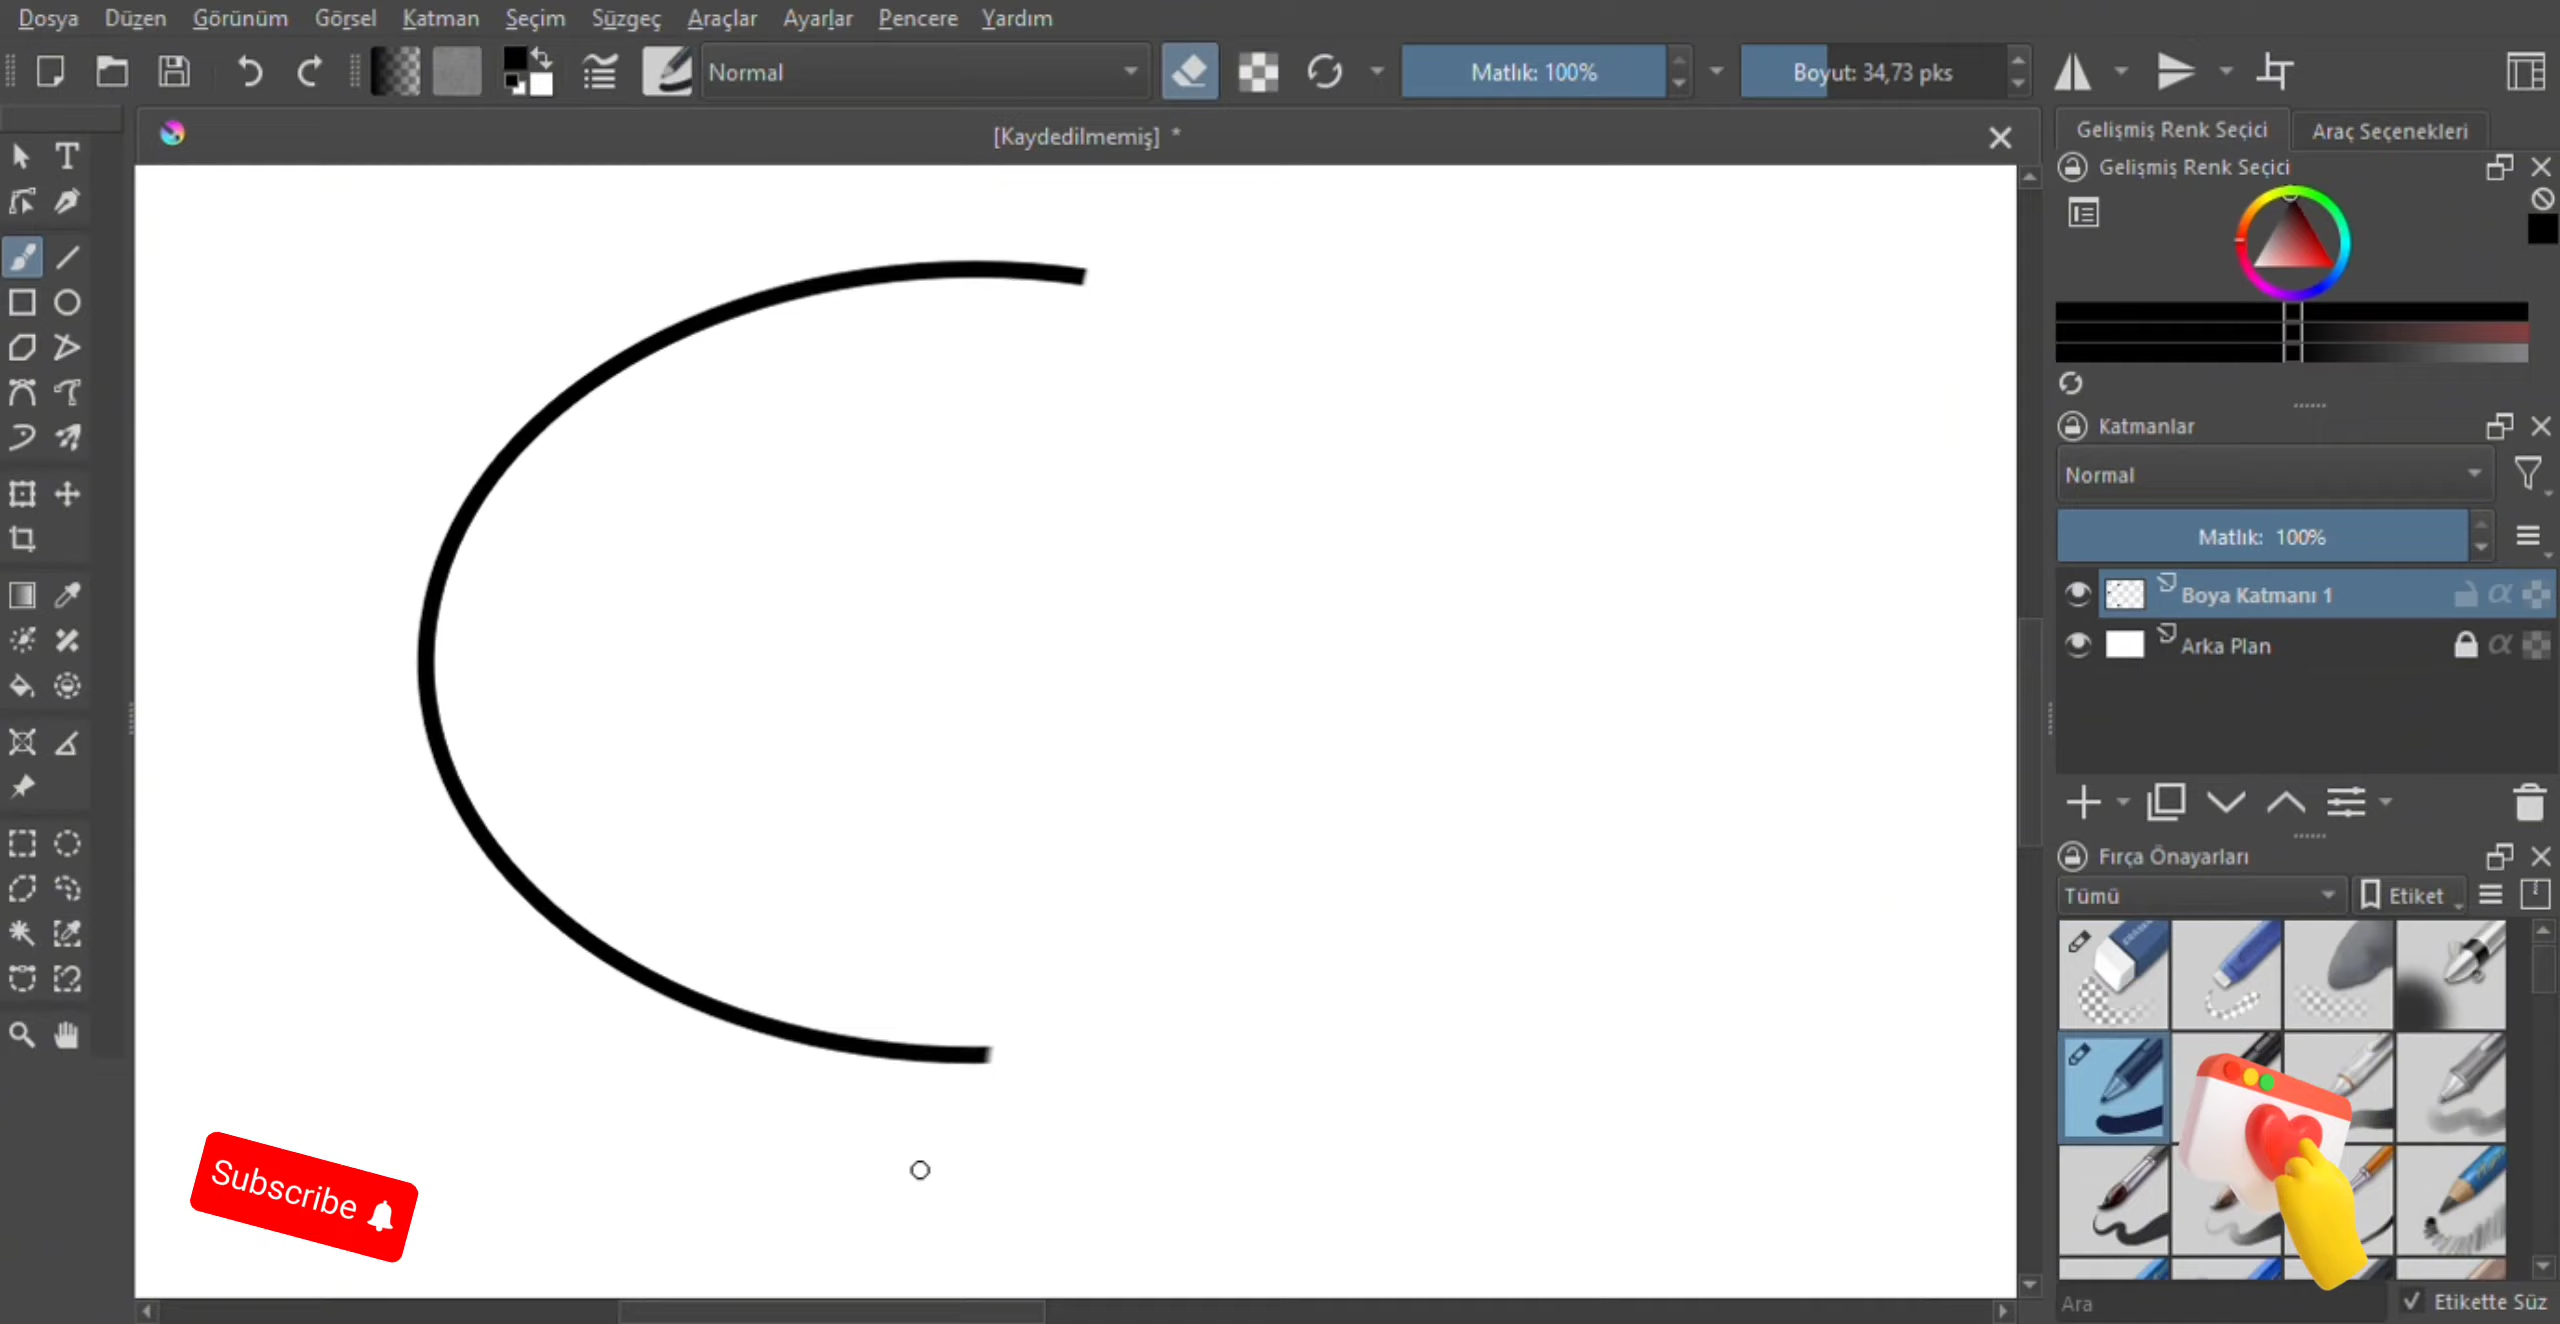 Dosya Düzen Görünüm Görsel Katman Seçim Süzgeç Araçlar Ayarlar Pencere Yardım
Normal Matlık: 100% Boyut: 34,73 pks
[Kaydedilmemiş] *
Gelişmiş Renk Seçici Araç Seçenekleri
Gelişmiş Renk Seçici
Katmanlar
Normal
Matlık: 100%
Boya Katmanı 1
Arka Plan
Fırça Önayarları
Tümü Etiket
Subscribe
Ara Etikette Süz